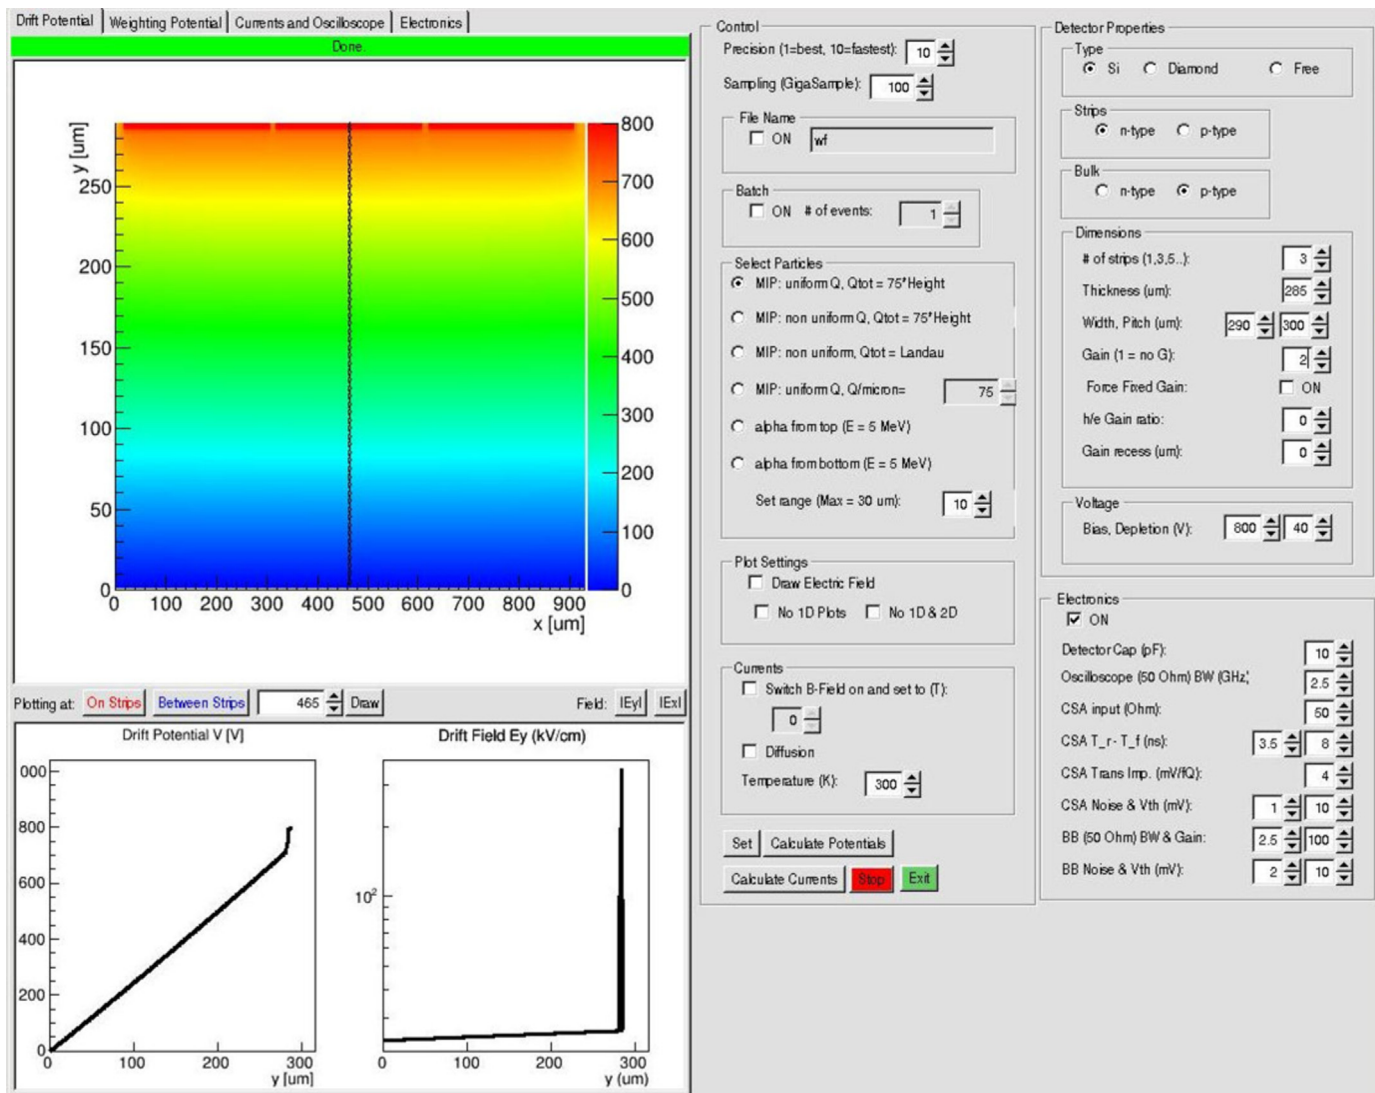 Drift Potential Weighting Potential Currents and Oscilloscope Electronics
Done.
y [um]
250
200
150
100
50
0
0 100 200 300 400 500 600 700 800 900
x [um]
800
700
600
500
400
300
200
100
0
Plotting at: On Strips Between Strips 465 Draw Field: |Ey| |Ex|
Drift Potential V [V]
000
800
600
400
200
0
0 100 200 300
y [um]
Drift Field Ey (kV/cm)
10²
0 100 200 300
y (um)
Control
Precision (1=best, 10=fastest): 10
Sampling (GigaSample): 100
File Name
ON wf
Batch
ON # of events: 1
Select Particles
MIP: uniform Q, Qtot = 75*Height
MIP: non uniform Q, Qtot = 75*Height
MIP: non uniform, Qtot = Landau
MIP: uniform Q, Q/micron= 75
alpha from top (E = 5 MeV)
alpha from bottom (E = 5 MeV)
Set range (Max = 30 um): 10
Plot Settings
Draw Electric Field
No 1D Plots No 1D & 2D
Currents
Switch B-Field on and set to (T):
0
Diffusion
Temperature (K): 300
Set Calculate Potentials
Calculate Currents Stop Exit
Detector Properties
Type
Si Diamond Free
Strips
n-type p-type
Bulk
n-type p-type
Dimensions
# of strips (1,3,5..): 3
Thickness (um): 285
Width, Pitch (um): 290 300
Gain (1 = no G): 2
Force Fixed Gain: ON
h/e Gain ratio: 0
Gain recess (um): 0
Voltage
Bias, Depletion (V): 800 40
Electronics
ON
Detector Cap (pF): 10
Oscilloscope (50 Ohm) BW (GHz) 2.5
CSA input (Ohm): 50
CSA T_r - T_f (ns): 3.5 8
CSA Trans Imp. (mV/fQ): 4
CSA Noise & Vth (mV): 1 10
BB (50 Ohm) BW & Gain: 2.5 100
BB Noise & Vth (mV): 2 10